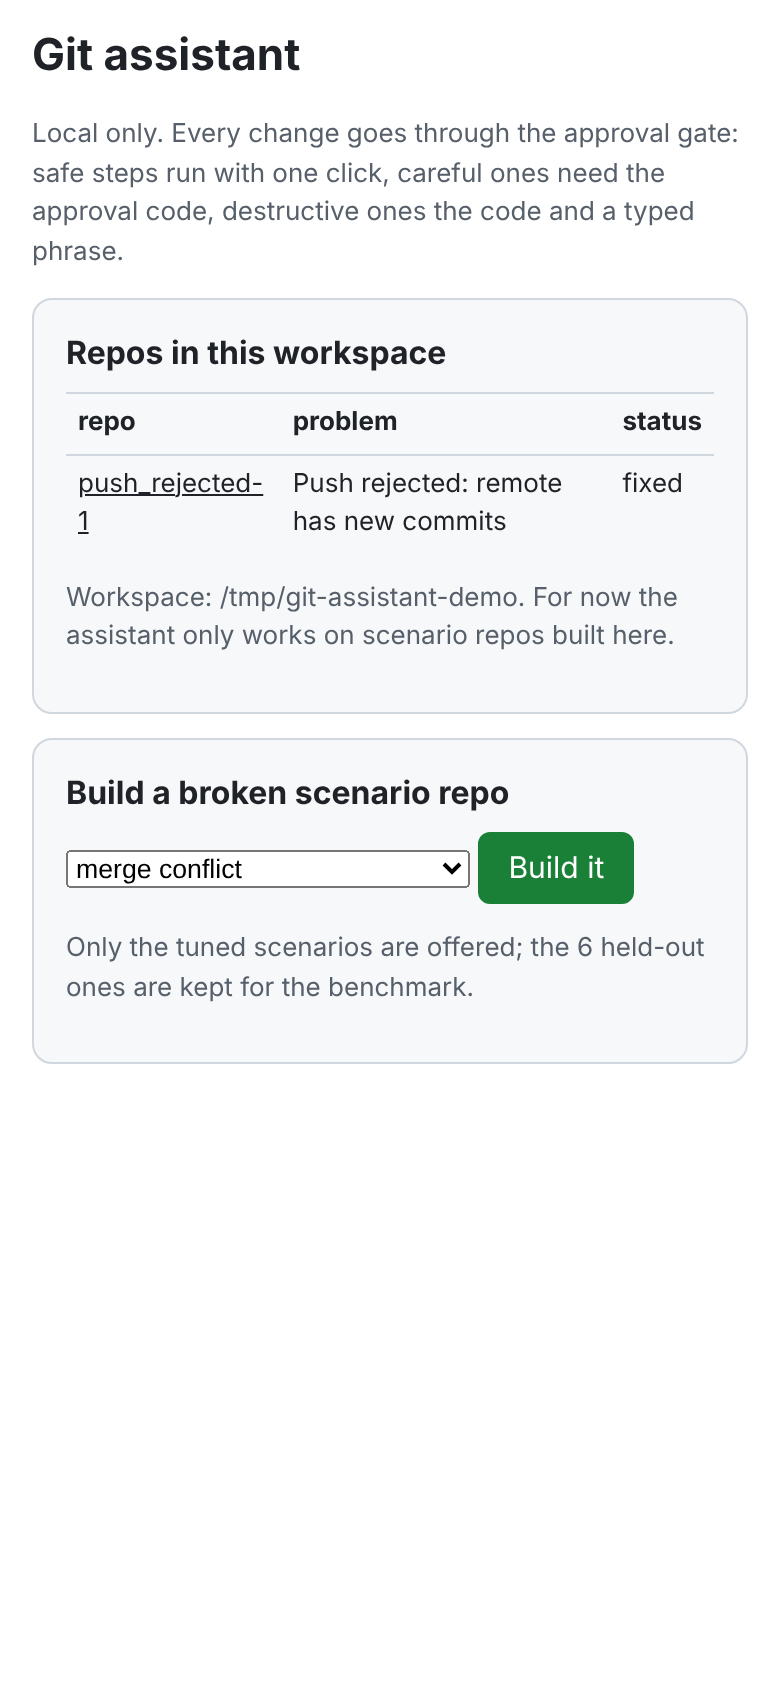 Git assistant
Local only. Every change goes through the approval gate:
safe steps run with one click, careful ones need the
approval code, destructive ones the code and a typed
phrase.
Repos in this workspace
repo problem status
push_rejected- Push rejected: remote fixed
1 has new commits
Workspace: /tmp/git-assistant-demo. For now the
assistant only works on scenario repos built here.
Build a broken scenario repo
merge conflict Build it
Only the tuned scenarios are offered; the 6 held-out
ones are kept for the benchmark.